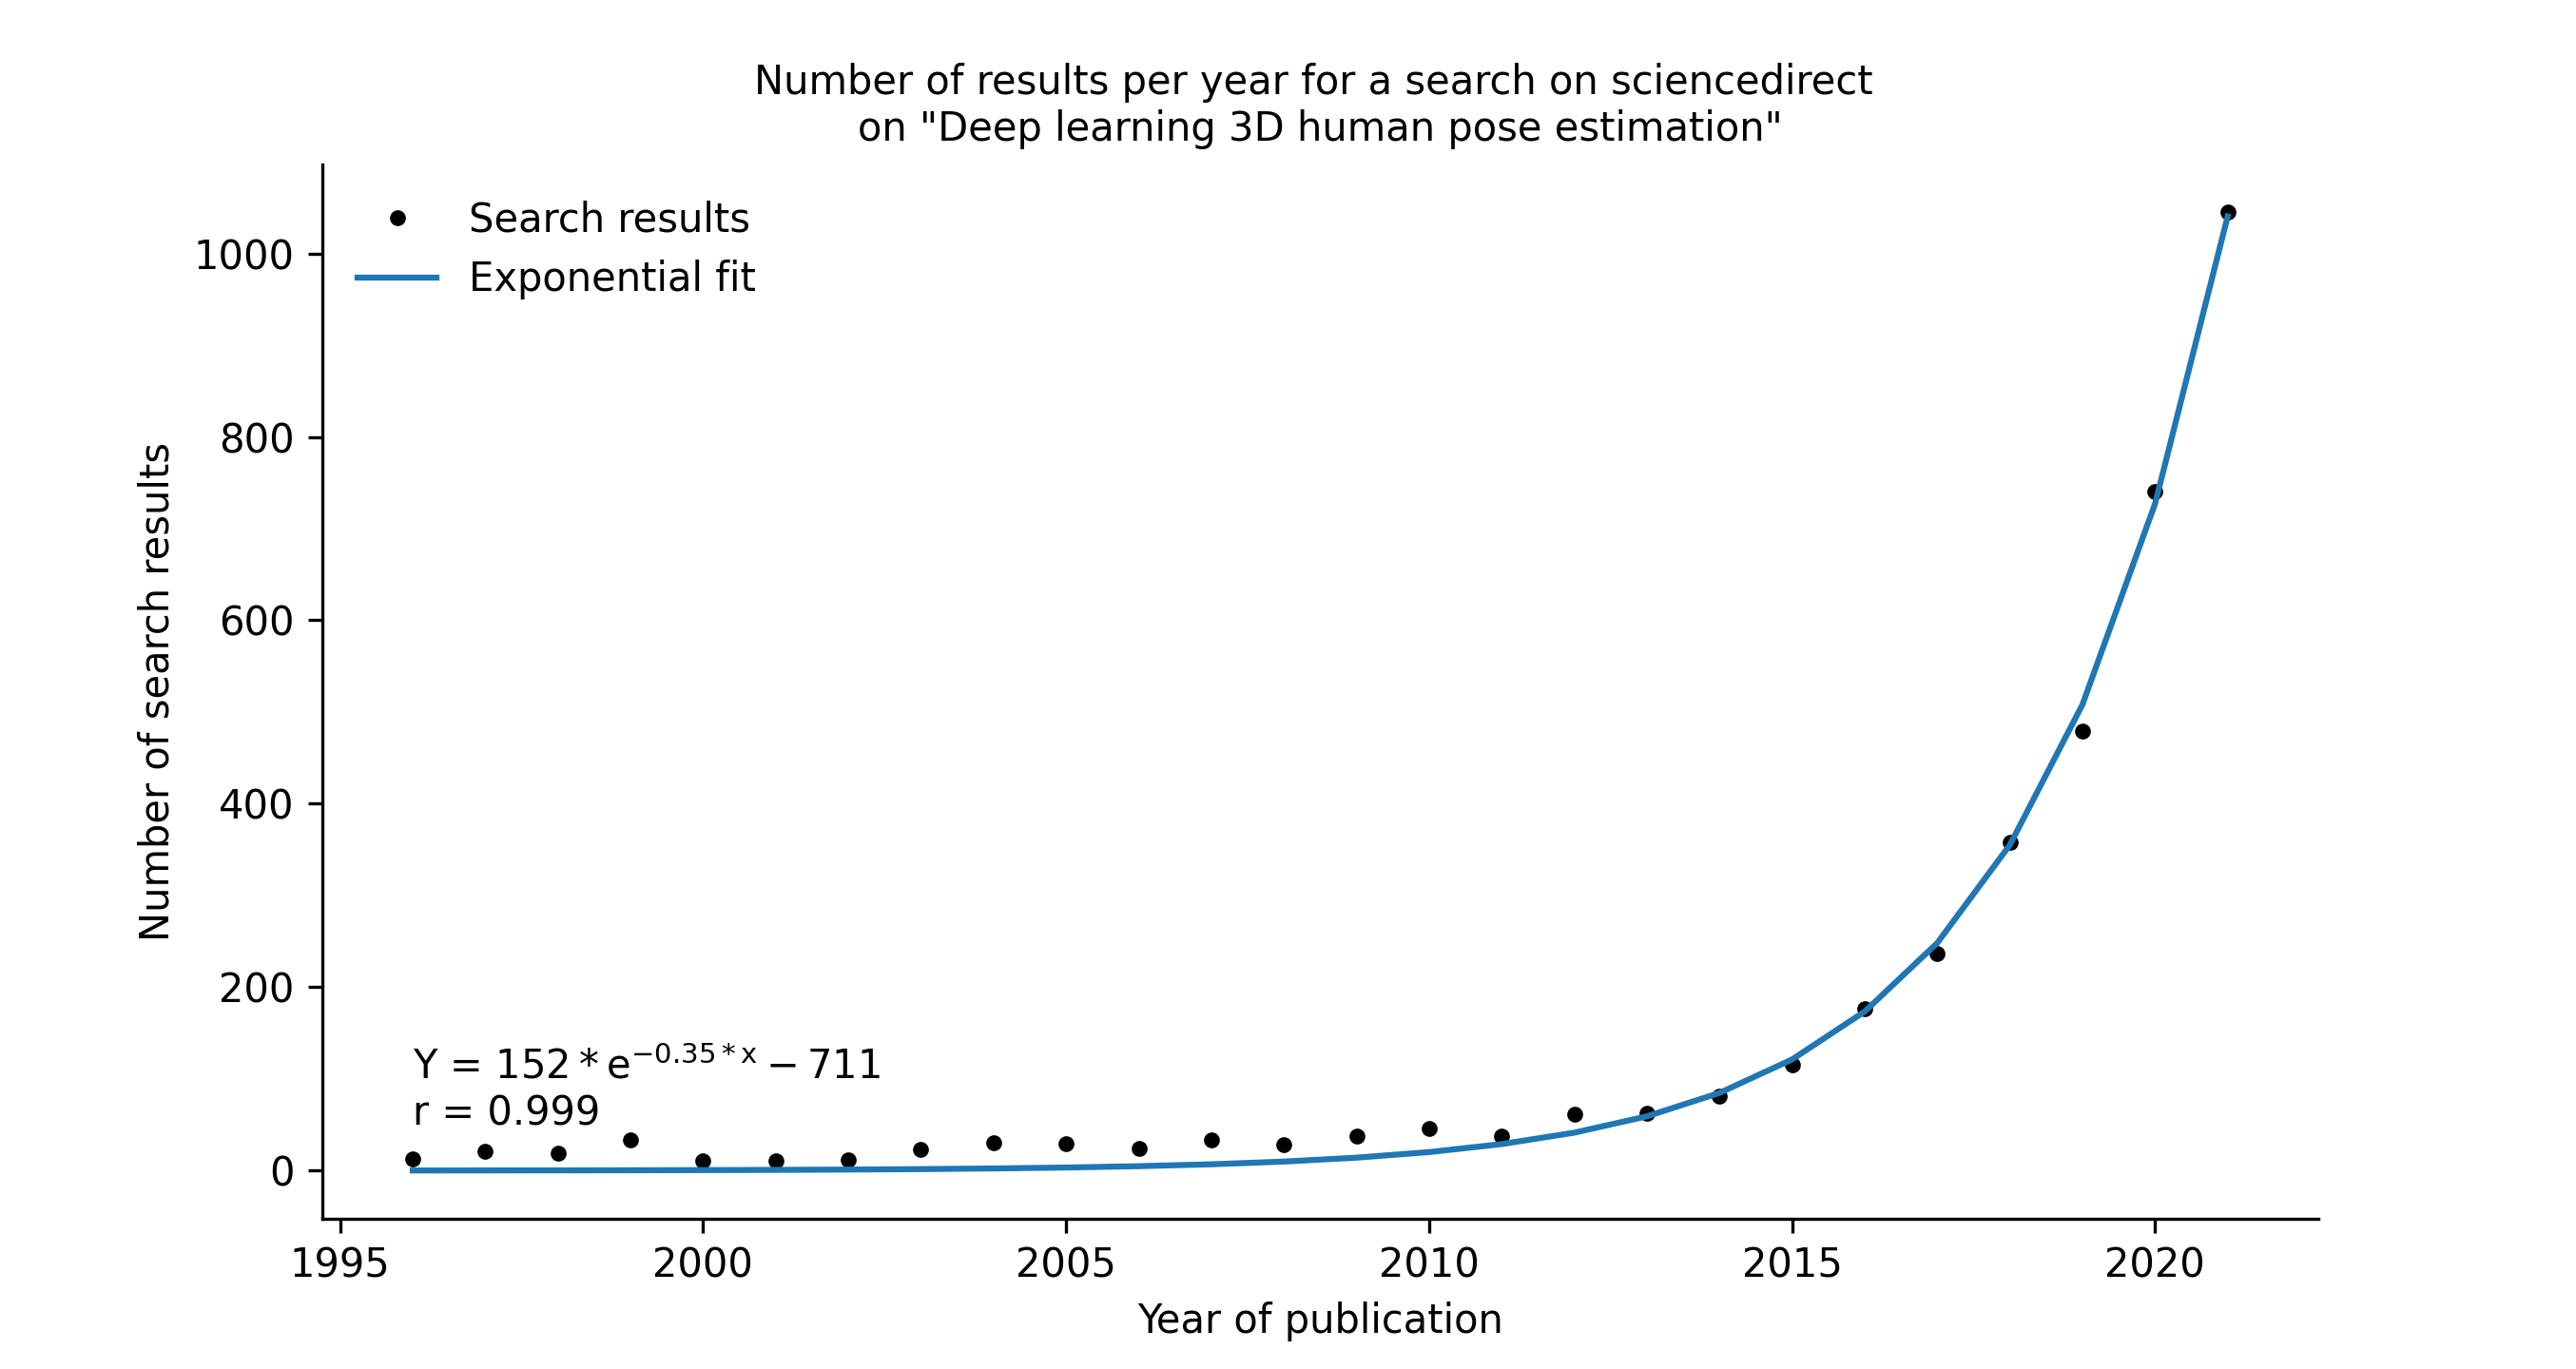 Number of results per year for a search on sciencedirect
on "Deep learning 3D human pose estimation"
Search results
Exponential fit
1000
800
600
400
200
0
Number of search results
Y = 152 * e^{−0.35 * x} − 711
r = 0.999
1995 2000 2005 2010 2015 2020
Year of publication